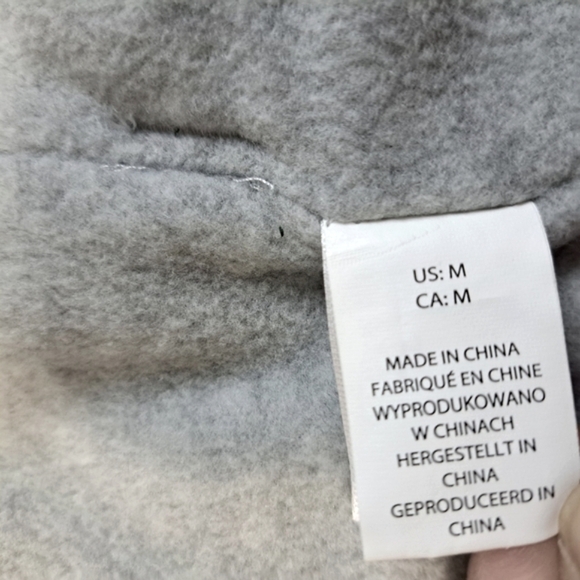 US: M
CA: M
MADE IN CHINA
FABRIQUÉ EN CHINE
WYPRODUKOWANO
W CHINACH
HERGESTELLT IN
CHINA
GEPRODUCEERD IN
CHINA